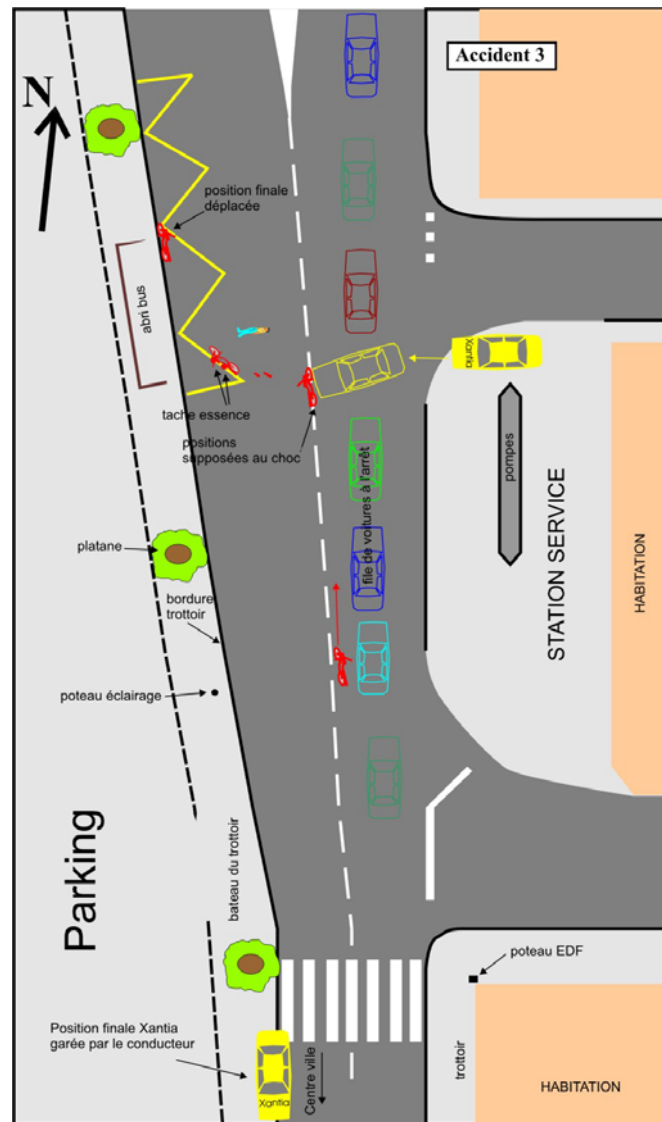 Accident 3
N
position finale
déplacée
abri bus
Xantia
tache essence
positions
supposées au choc
pompes
file de voitures à l'arrêt
STATION SERVICE
HABITATION
platane
bordure
trottoir
poteau éclairage
Parking
bateau du trottoir
poteau EDF
Position finale Xantia
garée par le conducteur
Xantia
Centre ville
trottoir
HABITATION